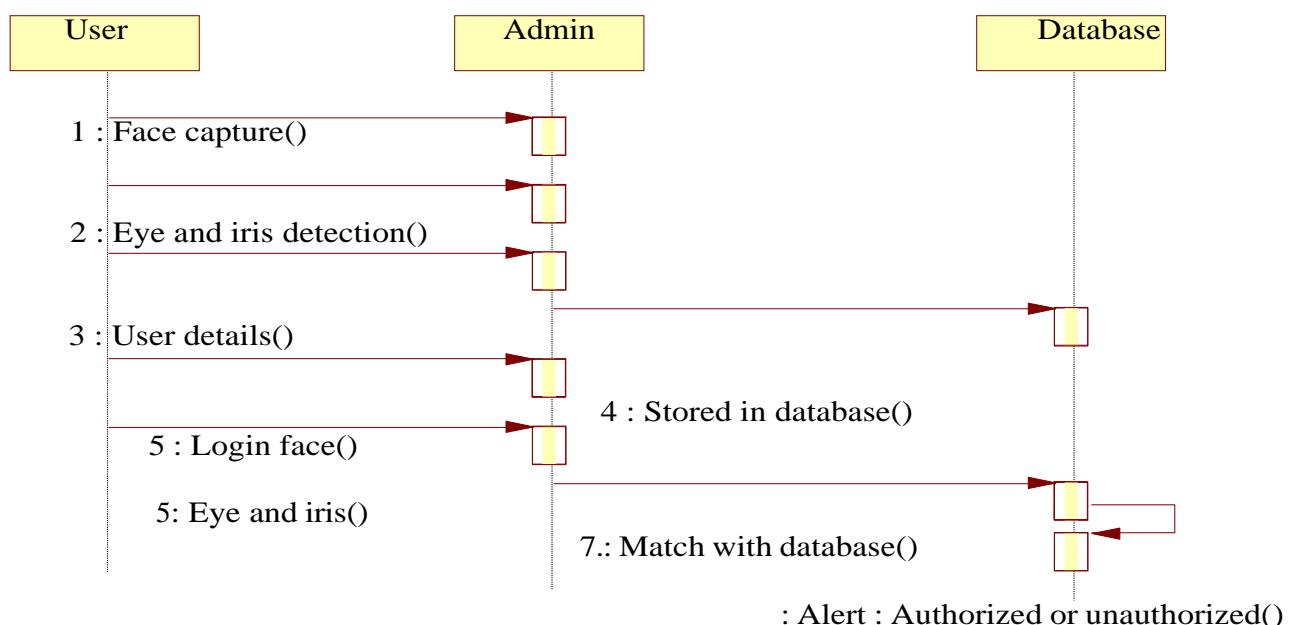 User
Admin
Database
1 : Face capture()
2 : Eye and iris detection()
3 : User details()
4 : Stored in database()
5 : Login face()
5: Eye and iris()
7.: Match with database()
: Alert : Authorized or unauthorized()